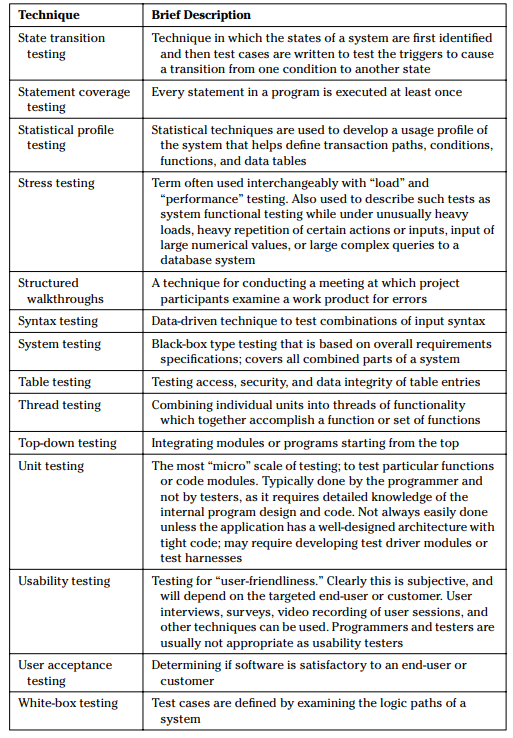 Technique Brief Description
State transition Technique in which the states of a system are first identified
testing and then test cases are written to test the triggers to cause
a transition from one condition to another state
Statement coverage Every statement in a program is executed at least once
testing
Statistical profile Statistical techniques are used to develop a usage profile of
testing the system that helps define transaction paths, conditions,
functions, and data tables
Stress testing Term often used interchangeably with “load” and
“performance” testing. Also used to describe such tests as
system functional testing while under unusually heavy
loads, heavy repetition of certain actions or inputs, input of
large numerical values, or large complex queries to a
database system
Structured A technique for conducting a meeting at which project
walkthroughs participants examine a work product for errors
Syntax testing Data-driven technique to test combinations of input syntax
System testing Black-box type testing that is based on overall requirements
specifications; covers all combined parts of a system
Table testing Testing access, security, and data integrity of table entries
Thread testing Combining individual units into threads of functionality
which together accomplish a function or set of functions
Top-down testing Integrating modules or programs starting from the top
Unit testing The most “micro” scale of testing; to test particular functions
or code modules. Typically done by the programmer and
not by testers, as it requires detailed knowledge of the
internal program design and code. Not always easily done
unless the application has a well-designed architecture with
tight code; may require developing test driver modules or
test harnesses
Usability testing Testing for “user-friendliness.” Clearly this is subjective, and
will depend on the targeted end-user or customer. User
interviews, surveys, video recording of user sessions, and
other techniques can be used. Programmers and testers are
usually not appropriate as usability testers
User acceptance Determining if software is satisfactory to an end-user or
testing customer
White-box testing Test cases are defined by examining the logic paths of a
system